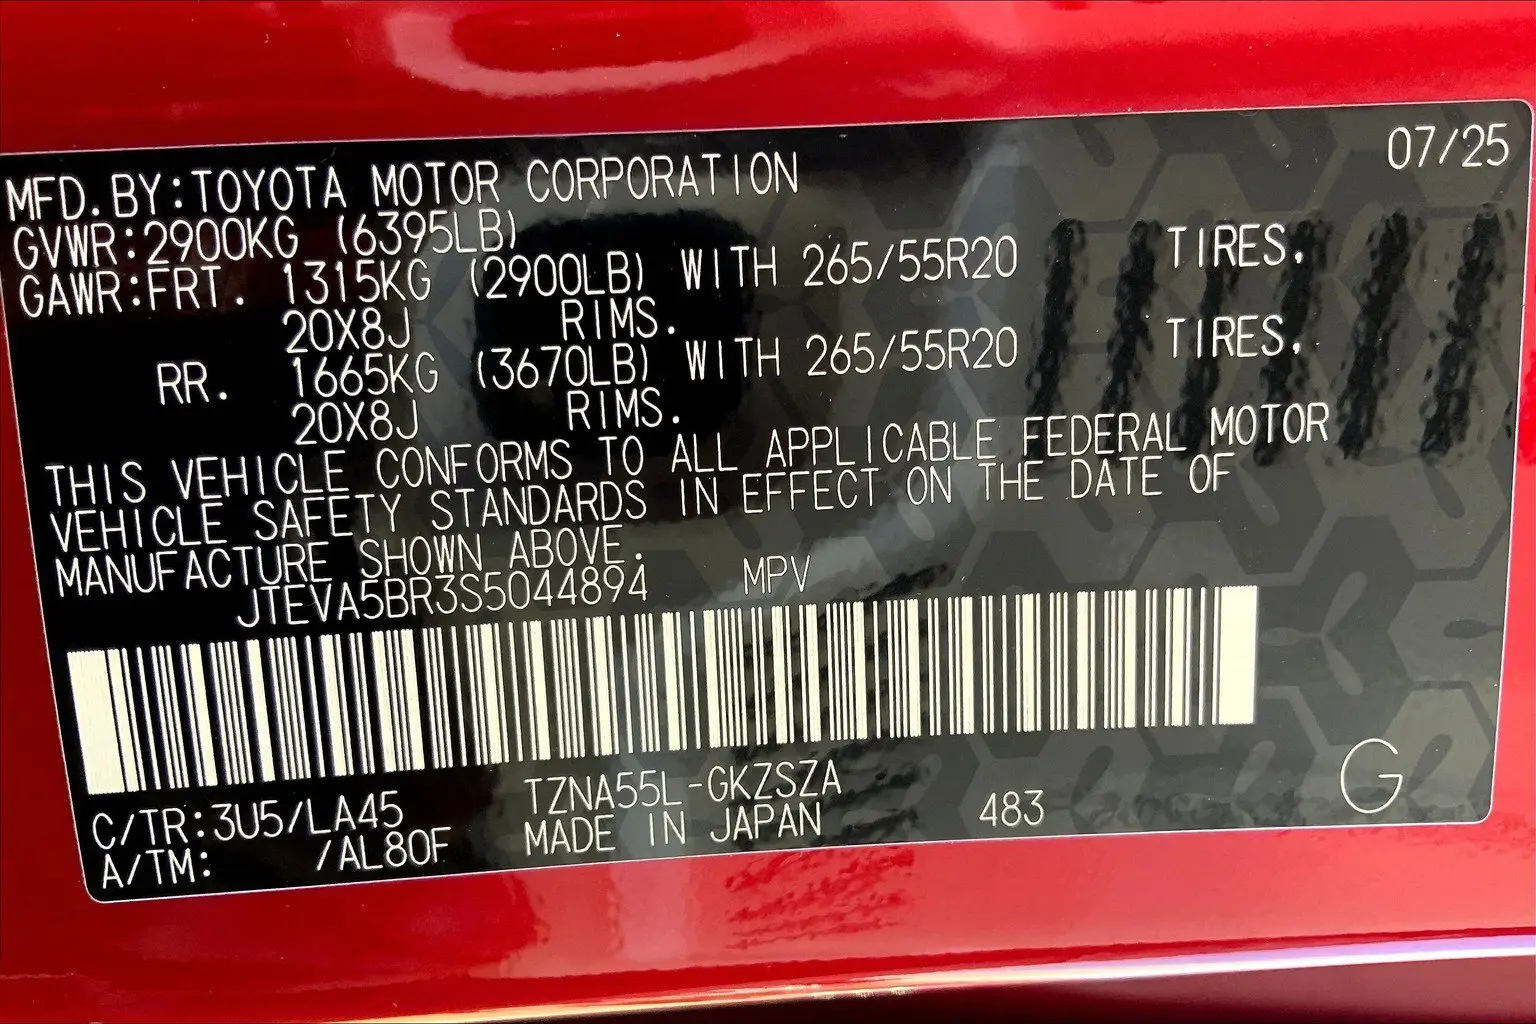 07/25
MFD.BY:TOYOTA MOTOR CORPORATION
GVWR:2900KG (6395LB)
GAWR:FRT. 1315KG (2900LB) WITH 265/55R20 TIRES,
20X8J RIMS.
RR. 1665KG (3670LB) WITH 265/55R20 TIRES,
20X8J RIMS.
THIS VEHICLE CONFORMS TO ALL APPLICABLE FEDERAL MOTOR
VEHICLE SAFETY STANDARDS IN EFFECT ON THE DATE OF
MANUFACTURE SHOWN ABOVE.
JTEVA5BR3S5044894 MPV
C/TR:3U5/LA45 TZNA55L-GKZSZA
A/TM: /AL80F MADE IN JAPAN 483 G